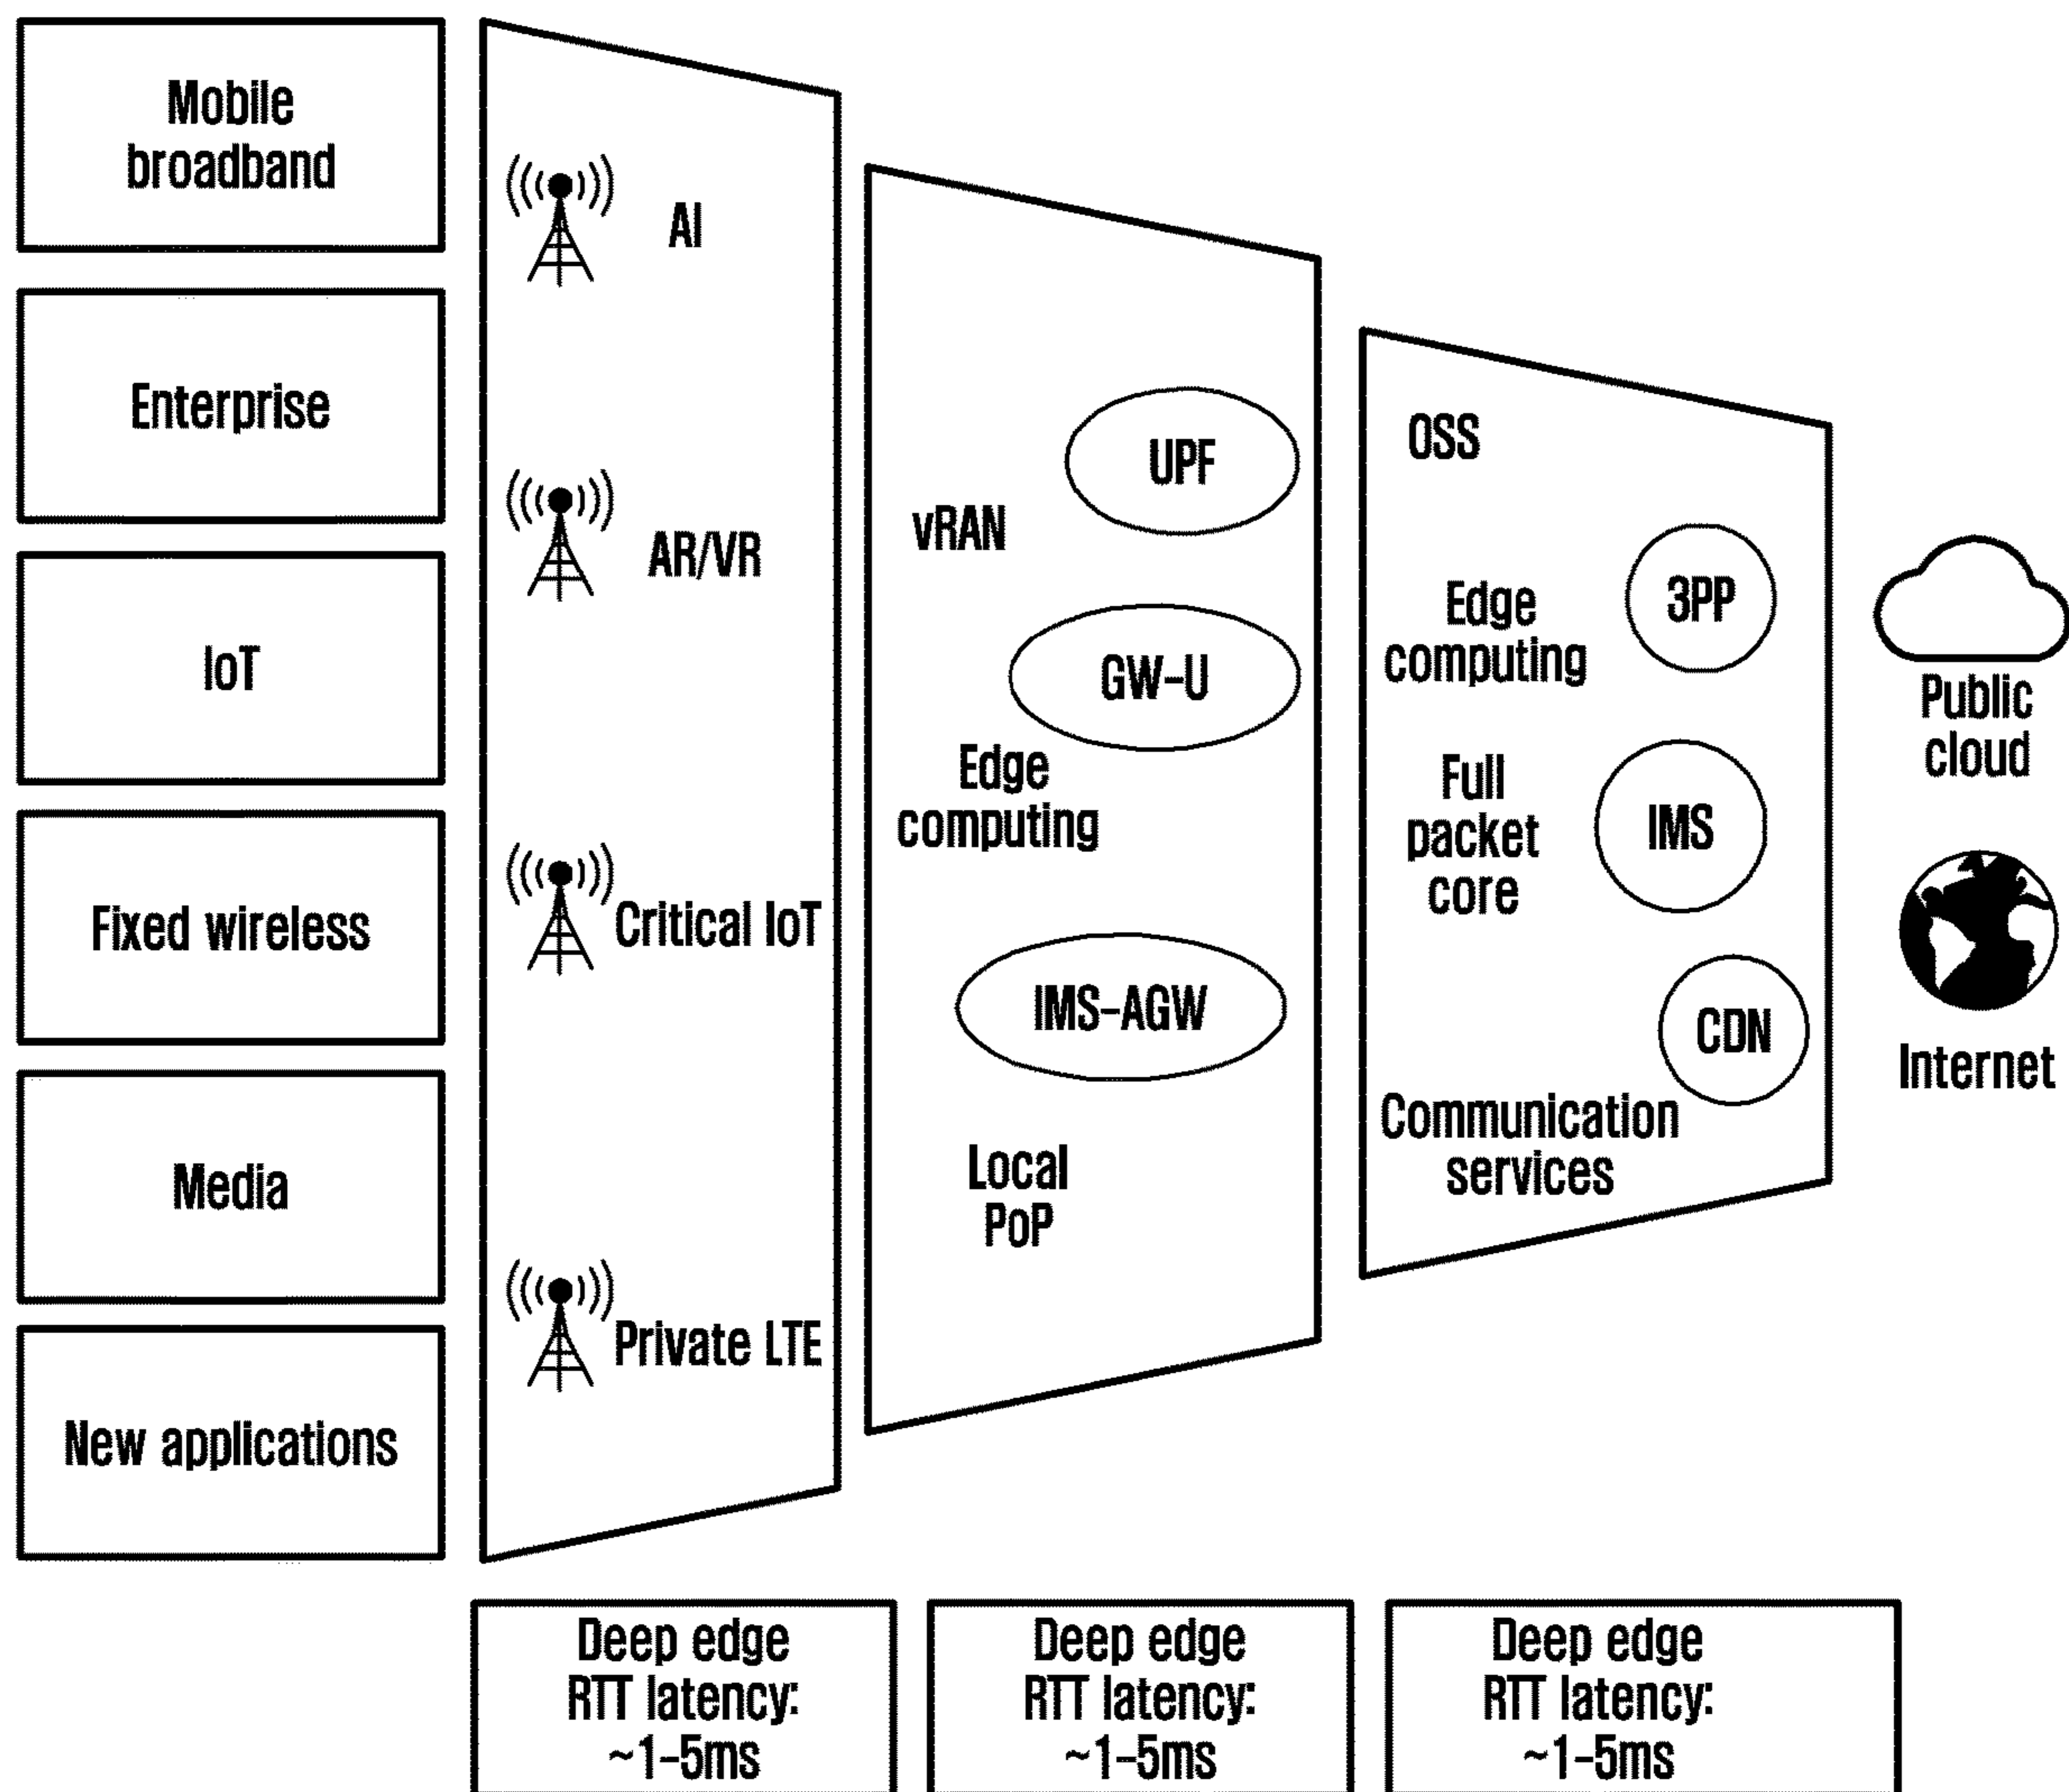 Mobile
broadband
Enterprise
IoT
Fixed wireless
Media
New applications
AI
AR/VR
Critical IoT
Private LTE
UPF
vRAN
GW-U
Edge
computing
IMS-AGW
Local
PoP
OSS
3PP
Edge
computing
Full
packet
core
IMS
CDN
Communication
services
Public
cloud
Internet
Deep edge
RTT latency:
~1-5ms
Deep edge
RTT latency:
~1-5ms
Deep edge
RTT latency:
~1-5ms